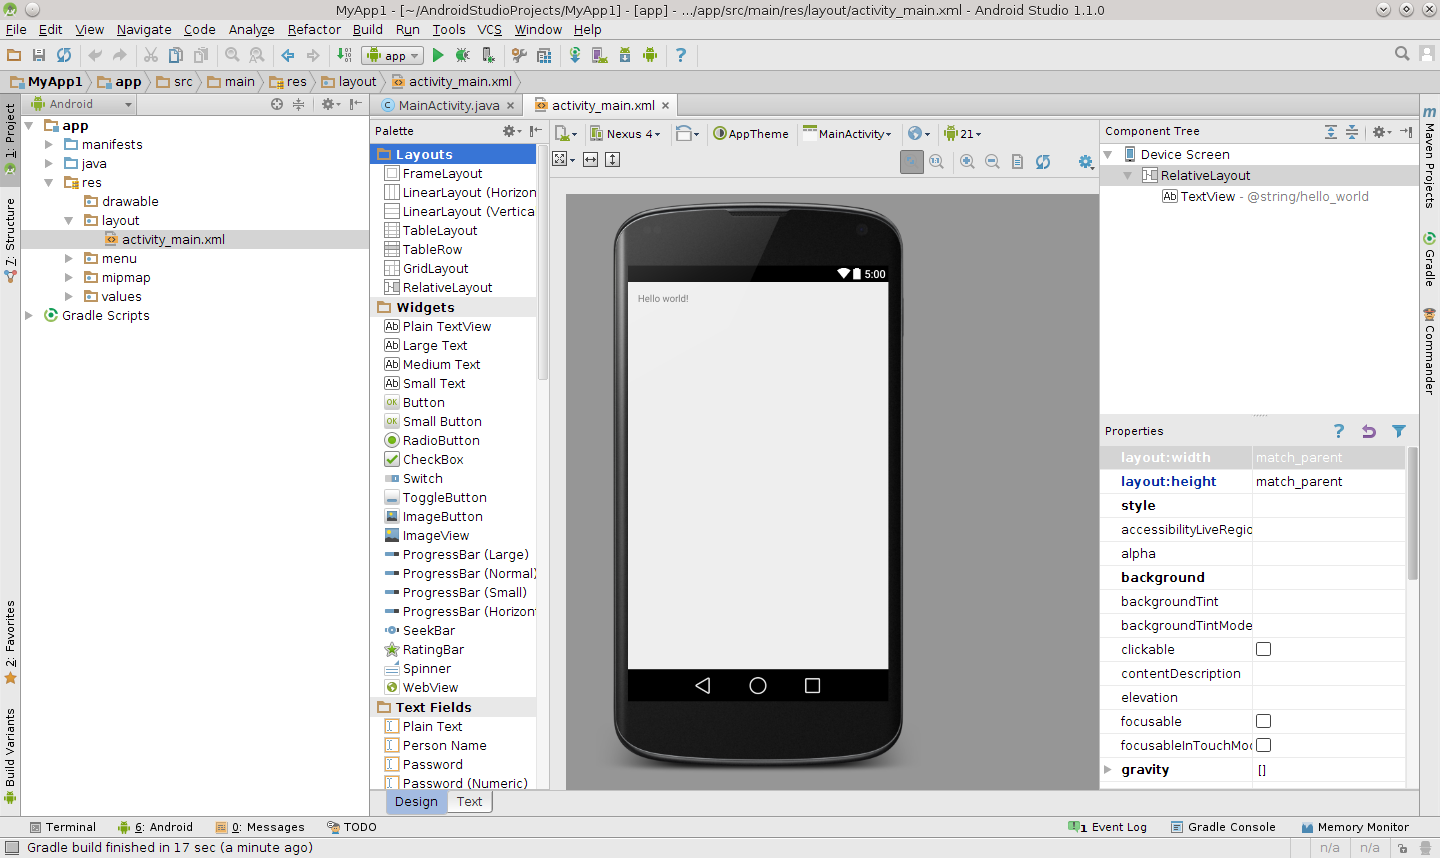 MyApp1 - [~/AndroidStudioProjects/MyApp1] - [app] - .../app/src/main/res/layout/activity_main.xml - Android Studio 1.1.0
File Edit View Navigate Code Analyze Refactor Build Run Tools VCS Window Help
app
MyApp1 app src main res layout activity_main.xml
1: Project
7: Structure
2: Favorites
Build Variants
Android
app
manifests
java
res
drawable
layout
activity_main.xml
menu
mipmap
values
Gradle Scripts
MainActivity.java
activity_main.xml
Palette
Layouts
FrameLayout
LinearLayout (Horizon
LinearLayout (Vertica
TableLayout
TableRow
GridLayout
RelativeLayout
Widgets
Ab Plain TextView
Ab Large Text
Ab Medium Text
Ab Small Text
OK Button
OK Small Button
RadioButton
CheckBox
Switch
ToggleButton
ImageButton
ImageView
ProgressBar (Large)
ProgressBar (Normal)
ProgressBar (Small)
ProgressBar (Horizon
SeekBar
RatingBar
Spinner
WebView
Text Fields
Plain Text
Person Name
Password
Password (Numeric)
Design Text
Nexus 4 AppTheme MainActivity 21
5:00
Hello world!
Component Tree
Device Screen
RelativeLayout
Ab TextView - @string/hello_world
Properties
layout:width match_parent
layout:height match_parent
style
accessibilityLiveRegio
alpha
background
backgroundTint
backgroundTintMode
clickable
contentDescription
elevation
focusable
focusableInTouchMo
gravity []
m Maven Projects
Gradle
Commander
Terminal 6: Android 0: Messages TODO
1 Event Log Gradle Console Memory Monitor
Gradle build finished in 17 sec (a minute ago)
n/a n/a